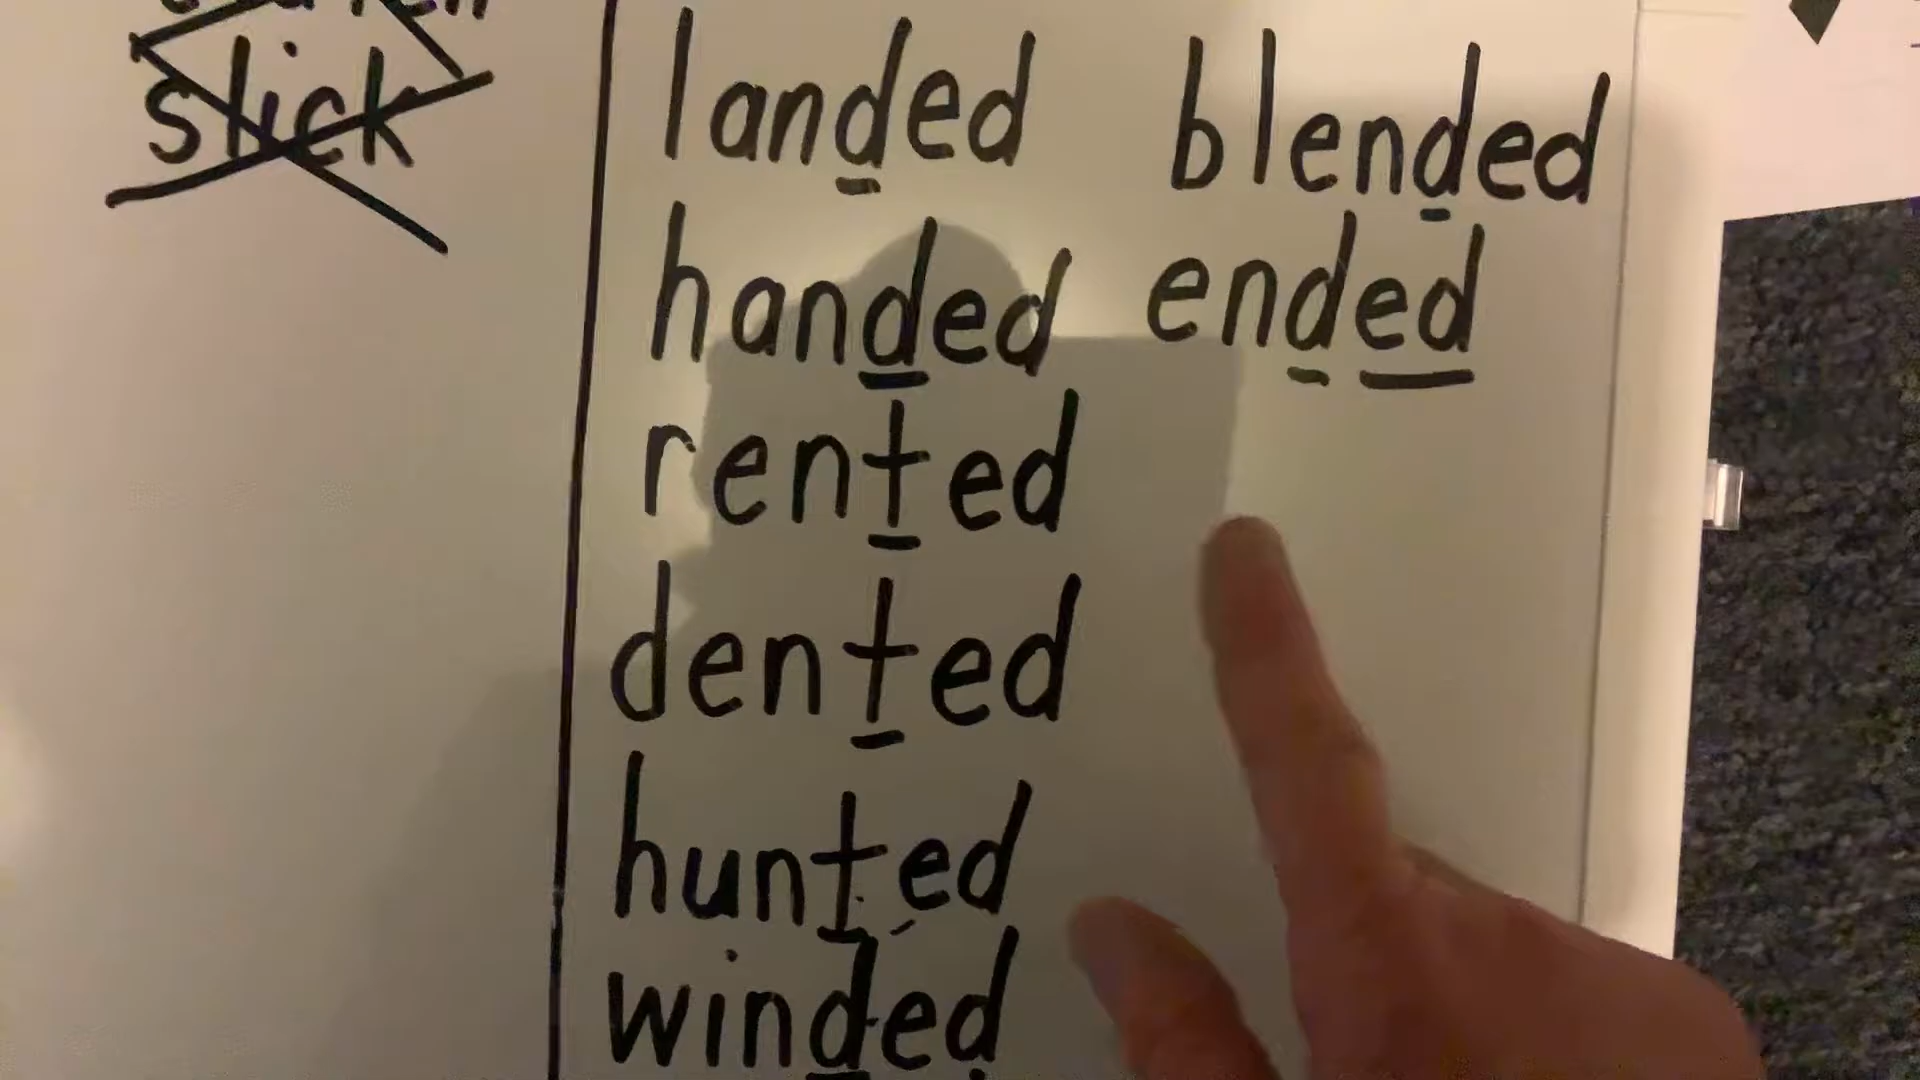 slick
landed
handed
rented
dented
hunted
winded
blended
ended